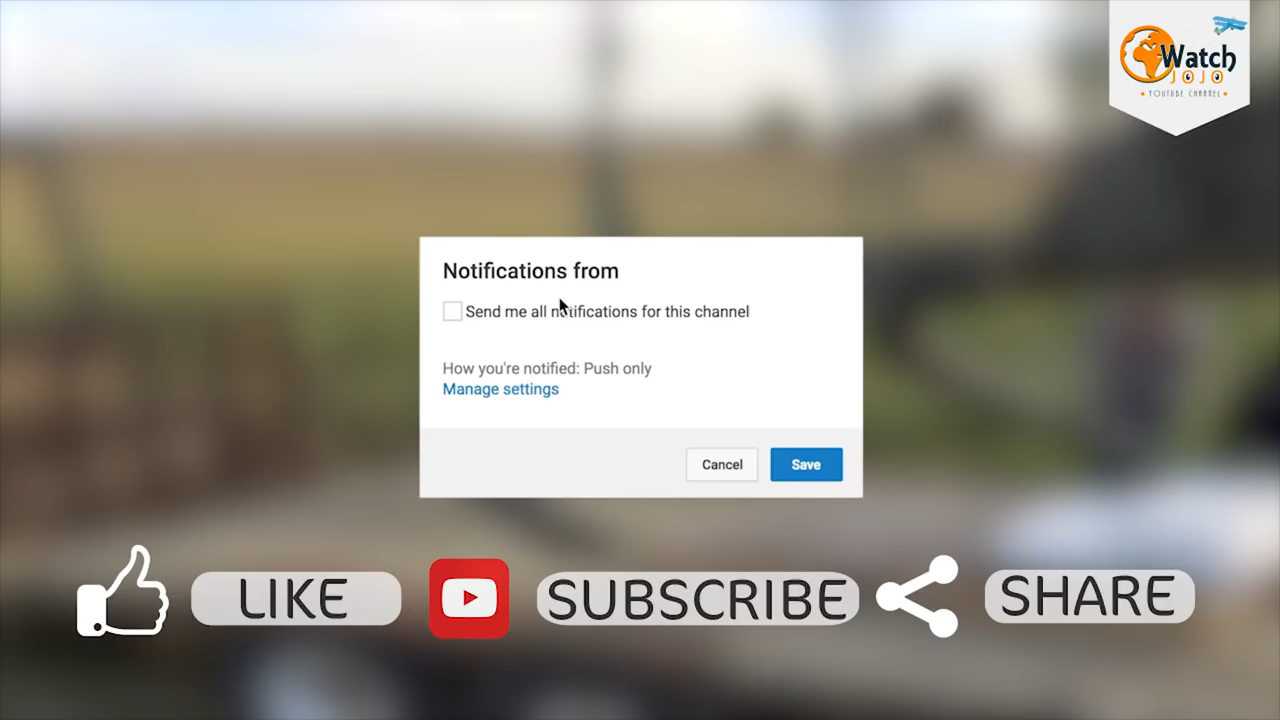 Watch
JOJO
YOUTUBE CHANNEL
Notifications from
Send me all notifications for this channel
How you're notified: Push only
Manage settings
Cancel
Save
LIKE
SUBSCRIBE
SHARE